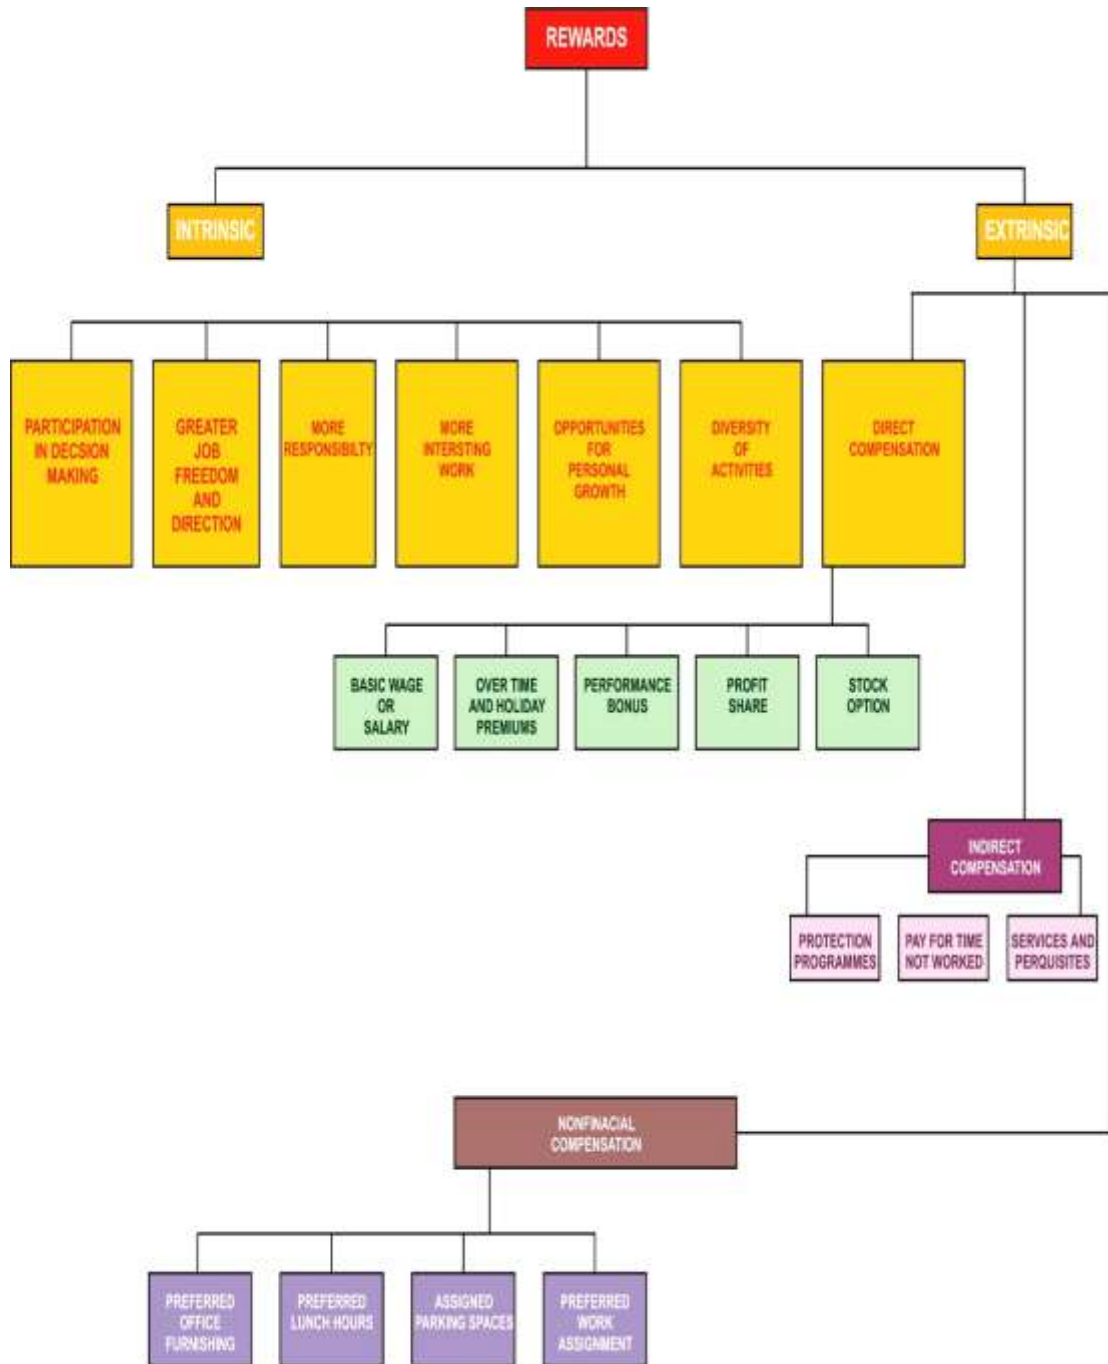 REWARDS
INTRINSIC
EXTRINSIC
PARTICIPATION
IN DECSION
MAKING
GREATER
JOB
FREEDOM
AND
DIRECTION
MORE
RESPONSIBILTY
MORE
INTERSTING
WORK
OPPORTUNITIES
FOR
PERSONAL
GROWTH
DIVERSITY
OF
ACTIVITIES
DIRECT
COMPENSATION
BASIC WAGE
OR
SALARY
OVER TIME
AND HOLIDAY
PREMIUMS
PERFORMANCE
BONUS
PROFIT
SHARE
STOCK
OPTION
INDIRECT
COMPENSATION
PROTECTION
PROGRAMMES
PAY FOR TIME
NOT WORKED
SERVICES AND
PERQUISITES
NONFINACIAL
COMPENSATION
PREFERRED
OFFICE
FURNISHING
PREFERRED
LUNCH HOURS
ASSIGNED
PARKING SPACES
PREFERRED
WORK
ASSIGNMENT